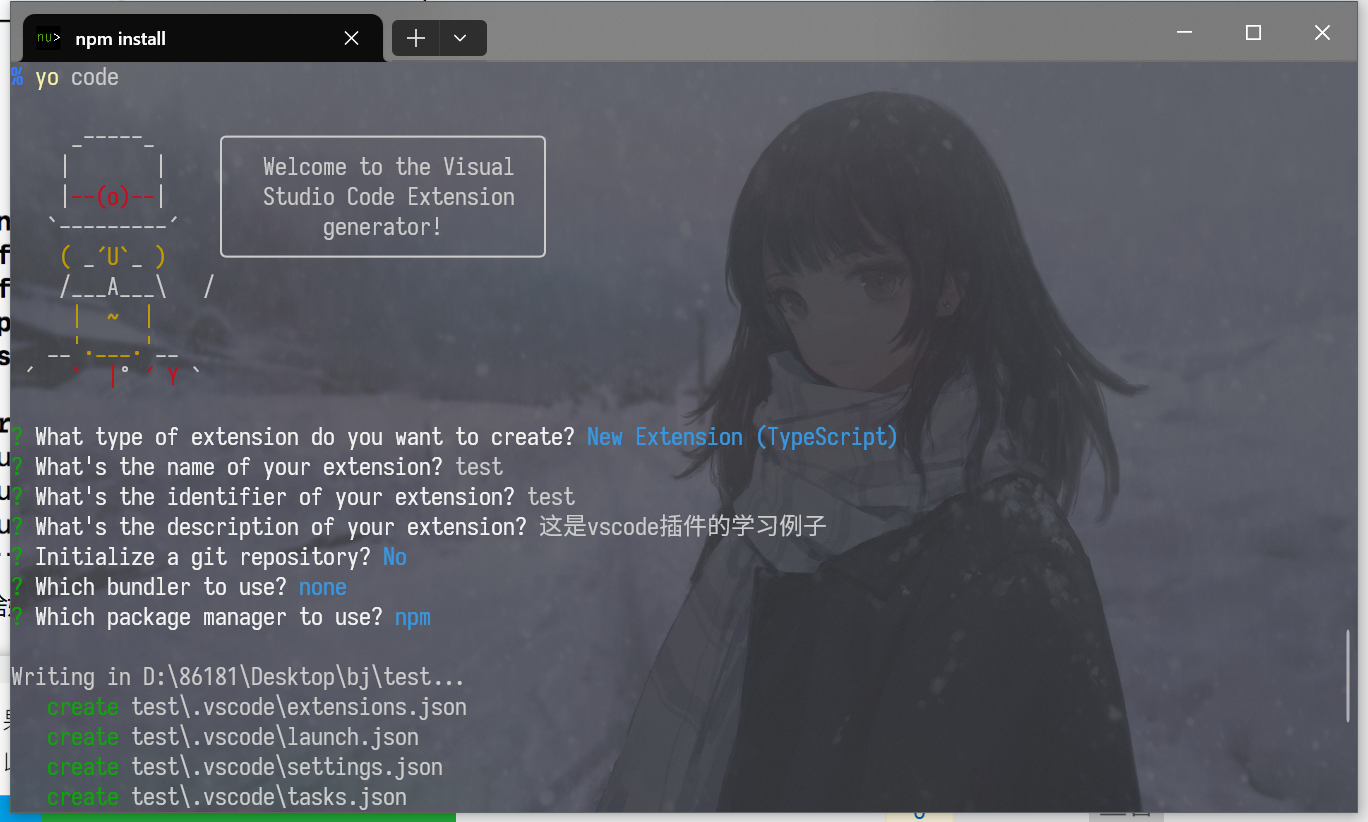 nu> npm install
% yo code
Welcome to the Visual
Studio Code Extension
generator!
? What type of extension do you want to create? New Extension (TypeScript)
? What's the name of your extension? test
? What's the identifier of your extension? test
? What's the description of your extension? 这是vscode插件的学习例子
? Initialize a git repository? No
? Which bundler to use? none
? Which package manager to use? npm
Writing in D:\86181\Desktop\bj\test...
create test\.vscode\extensions.json
create test\.vscode\launch.json
create test\.vscode\settings.json
create test\.vscode\tasks.json